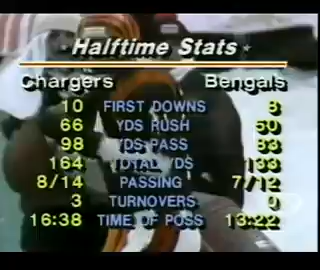 Halftime Stats
Chargers Bengals
10 FIRST DOWNS 8
66 YDS RUSH 50
98 YDS PASS 83
164 TOTAL YDS 133
8/14 PASSING 7/12
3 TURNOVERS 0
16:38 TIME OF POSS 13:22